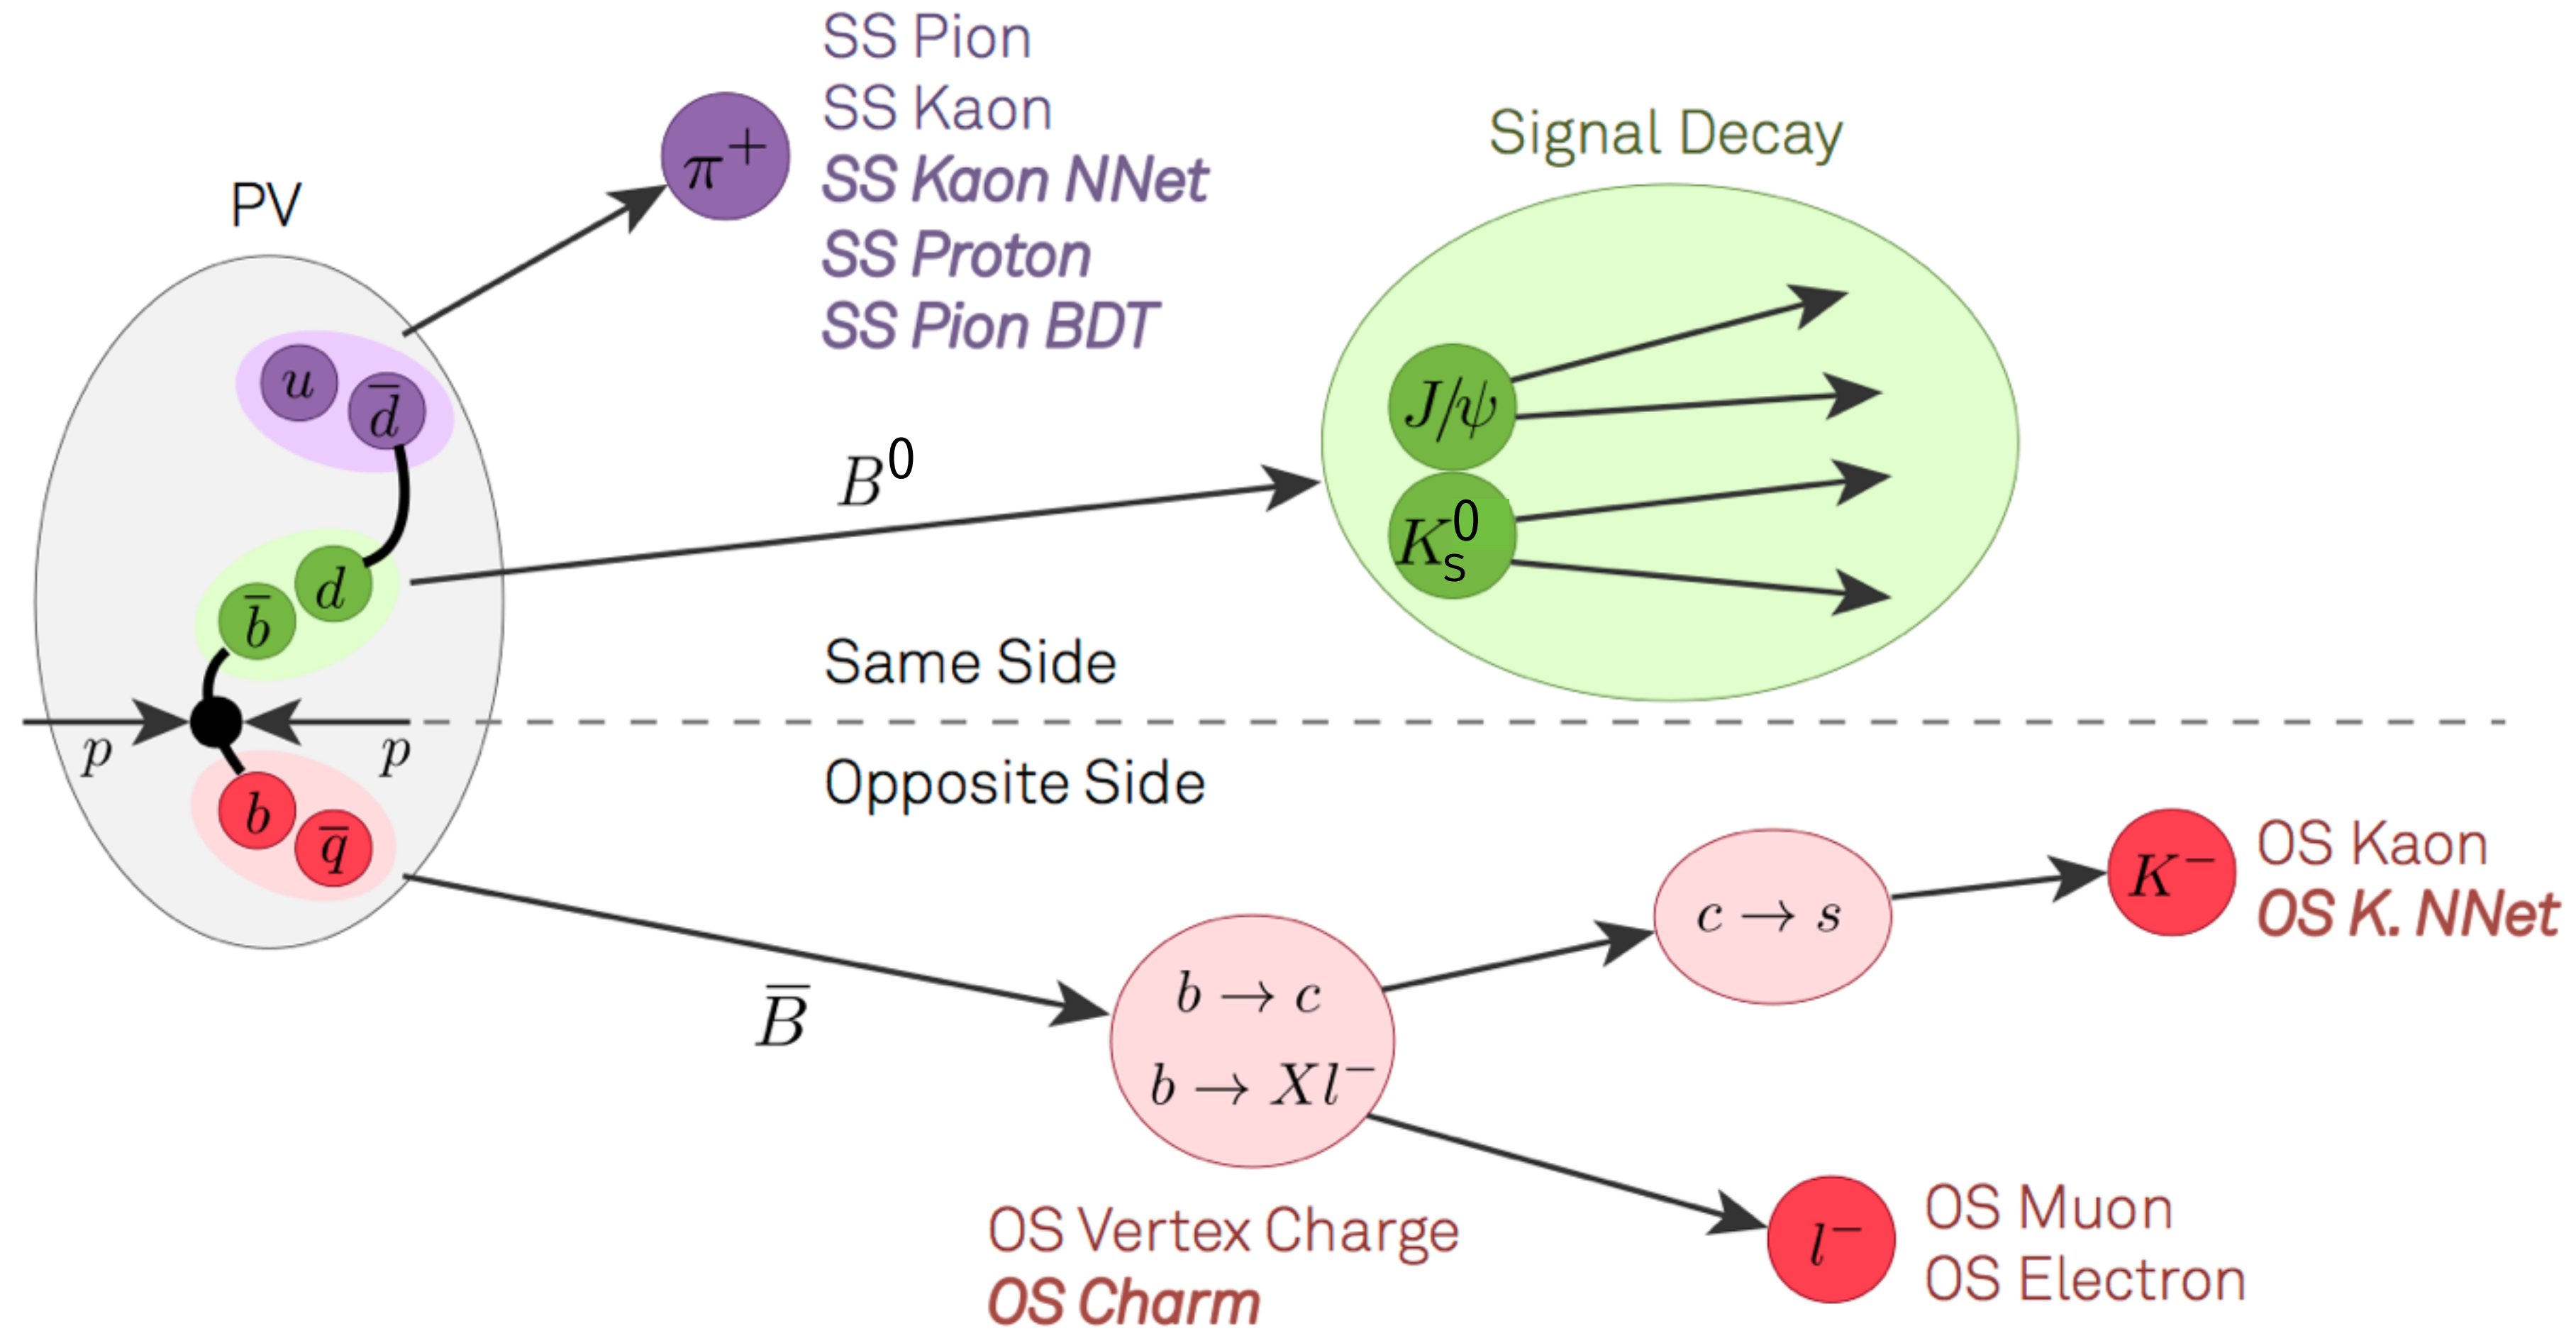 SS Pion
SS Kaon
SS Kaon NNet
SS Proton
SS Pion BDT
π⁺
Signal Decay
PV
u
d̅
B⁰
J/ψ
K⁰ₛ
d
b̅
Same Side
p
p
Opposite Side
b
q̅
B̅
b → c
b → Xl⁻
c → s
K⁻
OS Kaon
OS K. NNet
OS Vertex Charge
OS Charm
l⁻
OS Muon
OS Electron